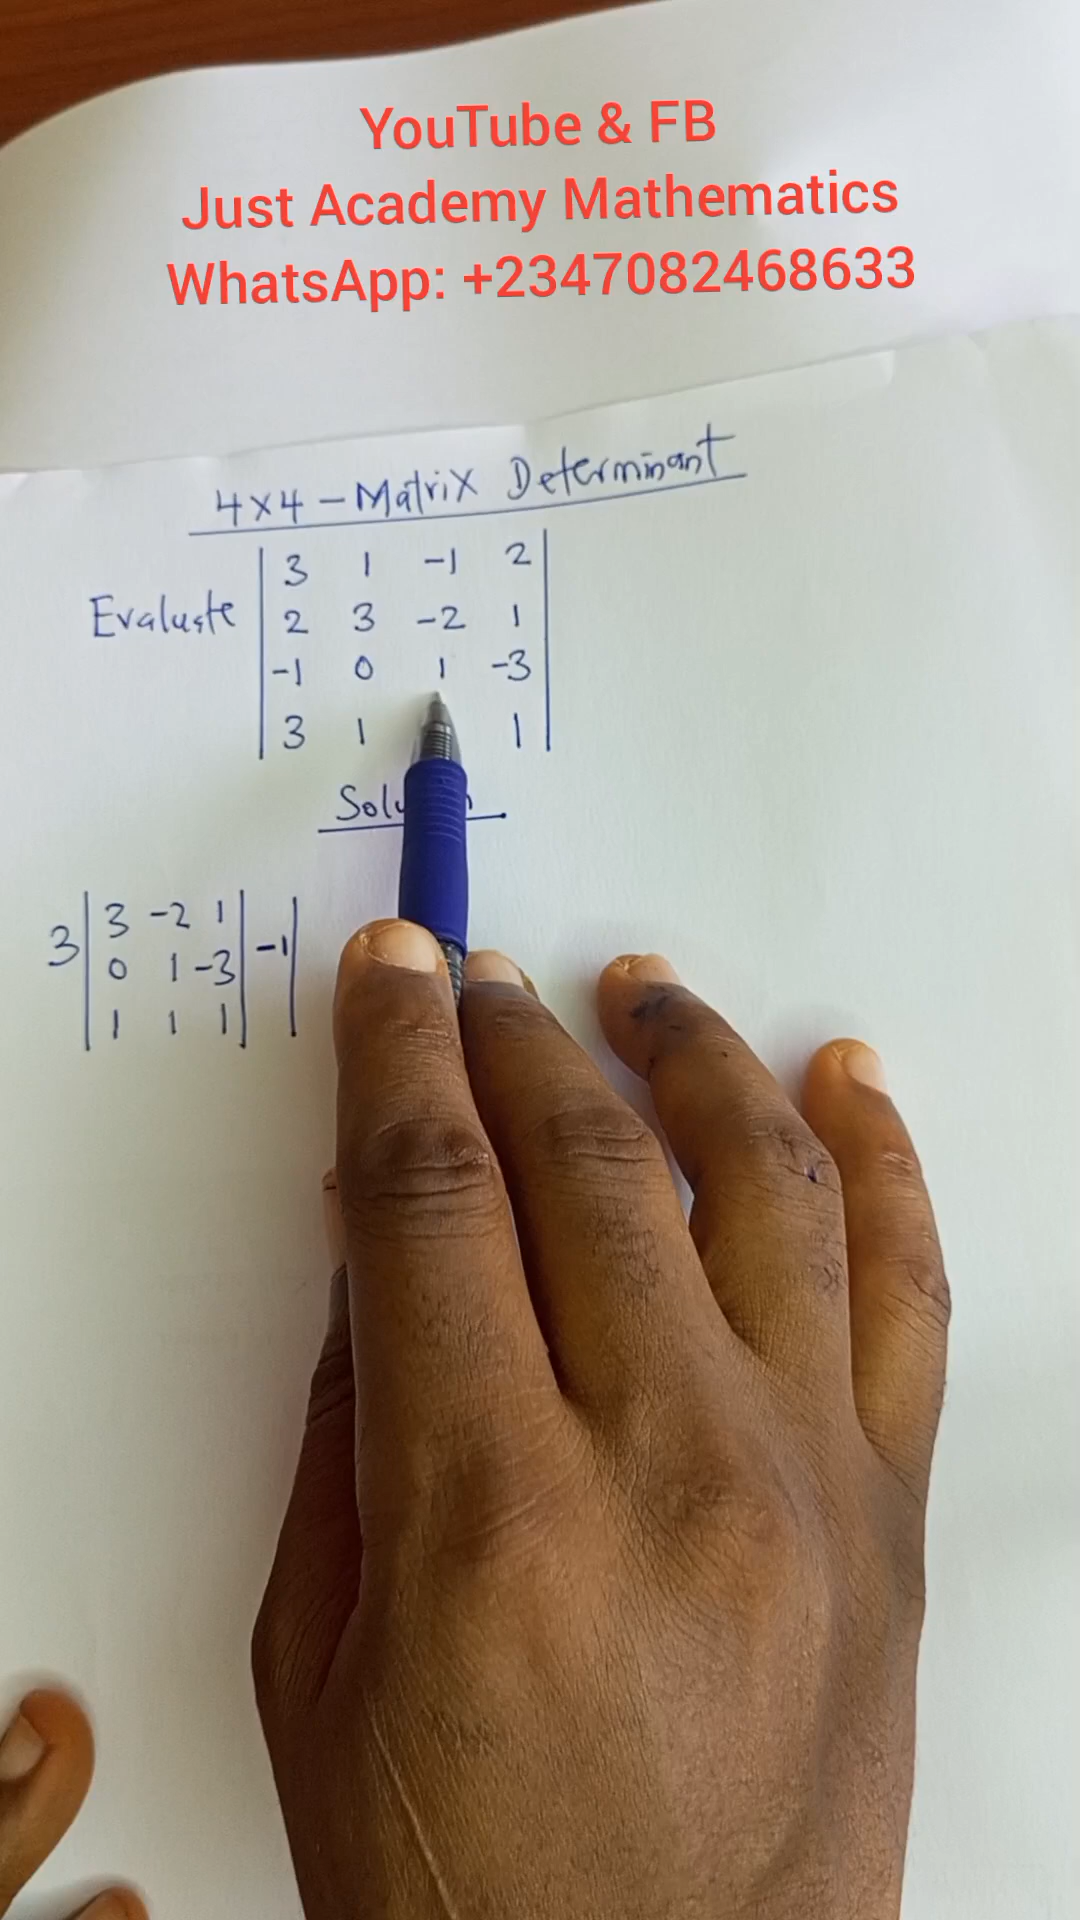 YouTube & FB
Just Academy Mathematics
WhatsApp: +2347082468633
4x4 - Matrix Determinant
3 1 -1 2
Evaluate 2 3 -2 1
-1 0 1 -3
3 1 1
3 -2 1
3 0 1 -3 -1
1 1 1